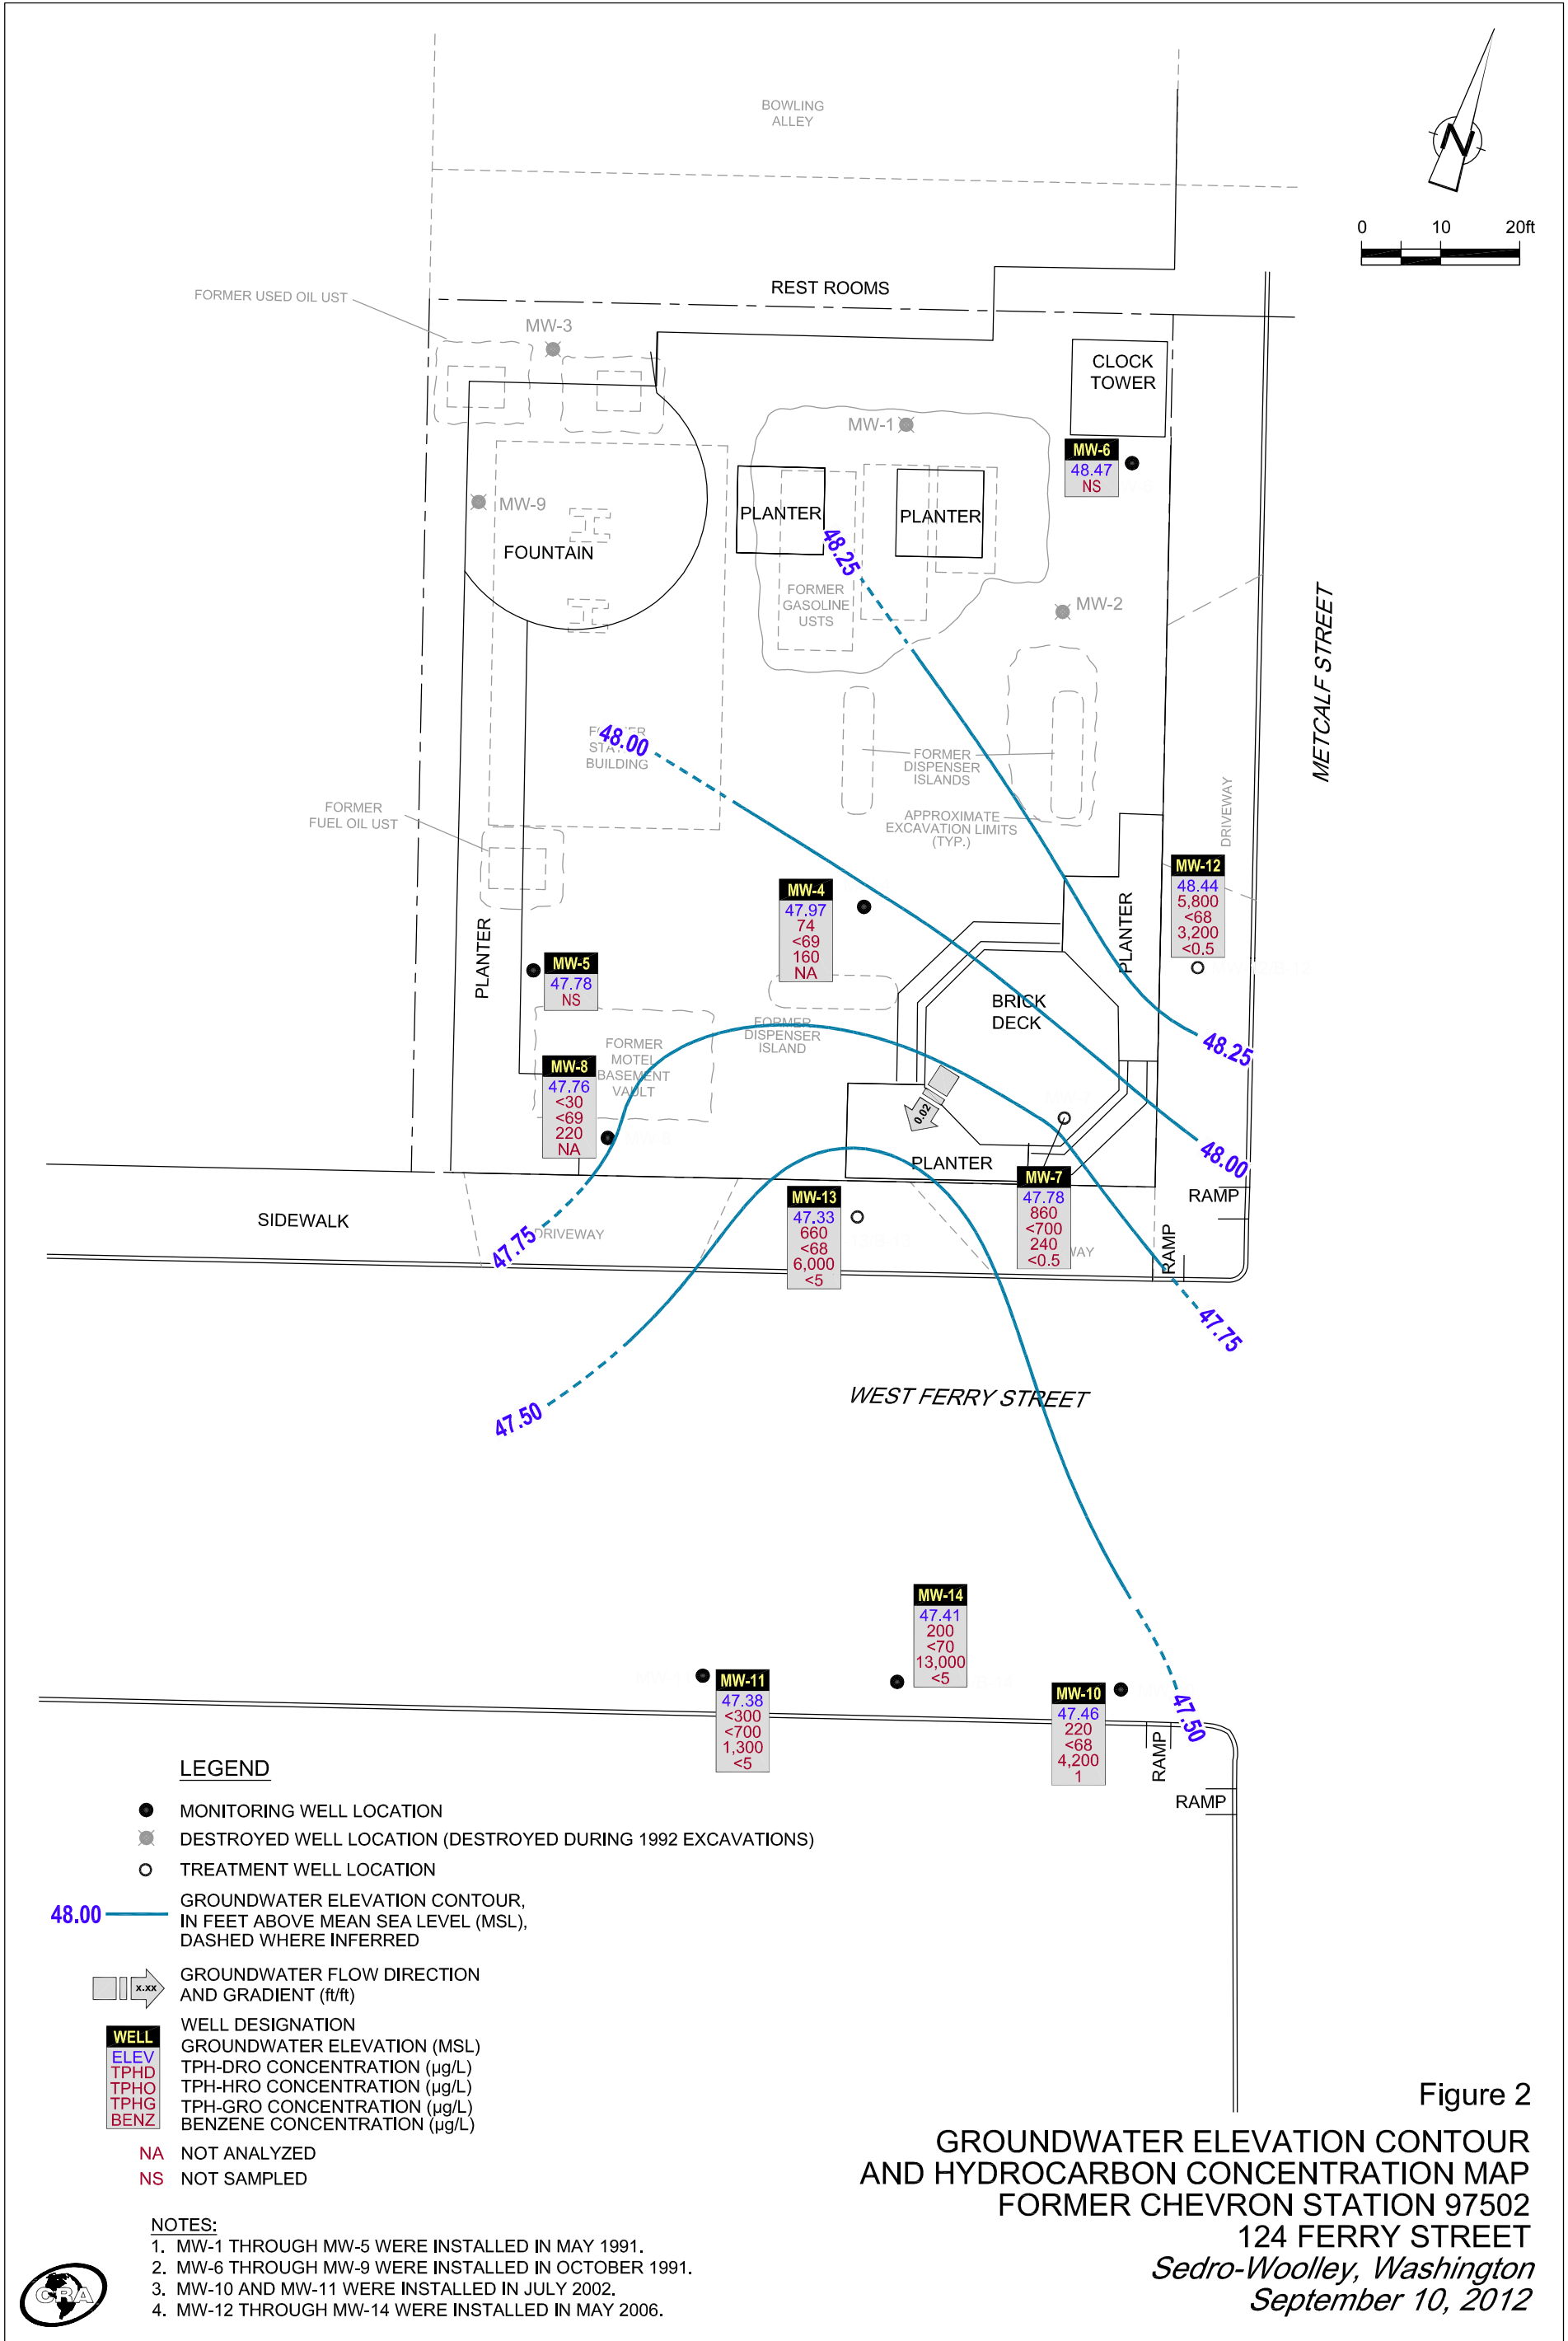 BOWLING
ALLEY
N
0 10 20ft
REST ROOMS
FORMER USED OIL UST
MW-3
CLOCK
TOWER
MW-1
MW-6
48.47
NS
MW-9
PLANTER
PLANTER
FOUNTAIN
48.25
FORMER
GASOLINE
USTS
MW-2
METCALF STREET
48.00
BUILDING
FORMER
DISPENSER
ISLANDS
FORMER
FUEL OIL UST
APPROXIMATE
EXCAVATION LIMITS
(TYP.)
DRIVEWAY
MW-12
48.44
5,800
<68
3,200
<0.5
MW-4
47.97
74
<69
160
NA
PLANTER
PLANTER
MW-5
47.78
NS
BRICK
DECK
FORMER
DISPENSER
ISLAND
FORMER
MOTEL
BASEMENT
VAULT
48.25
MW-8
47.76
<30
<69
220
NA
0.02
48.00
PLANTER
MW-7
47.78
860
<700
240
<0.5
RAMP
RAMP
MW-13
47.33
660
<68
6,000
<5
SIDEWALK
DRIVEWAY
47.75
WAY
47.75
WEST FERRY STREET
47.50
MW-14
47.41
200
<70
13,000
<5
MW-11
47.38
<300
<700
1,300
<5
MW-10
47.46
220
<68
4,200
1
47.50
RAMP
RAMP
LEGEND
MONITORING WELL LOCATION
DESTROYED WELL LOCATION (DESTROYED DURING 1992 EXCAVATIONS)
TREATMENT WELL LOCATION
48.00
GROUNDWATER ELEVATION CONTOUR,
IN FEET ABOVE MEAN SEA LEVEL (MSL),
DASHED WHERE INFERRED
x.xx
GROUNDWATER FLOW DIRECTION
AND GRADIENT (ft/ft)
WELL WELL DESIGNATION
ELEV GROUNDWATER ELEVATION (MSL)
TPHD TPH-DRO CONCENTRATION (µg/L)
TPHO TPH-HRO CONCENTRATION (µg/L)
TPHG TPH-GRO CONCENTRATION (µg/L)
BENZ BENZENE CONCENTRATION (µg/L)
NA NOT ANALYZED
NS NOT SAMPLED
NOTES:
1. MW-1 THROUGH MW-5 WERE INSTALLED IN MAY 1991.
2. MW-6 THROUGH MW-9 WERE INSTALLED IN OCTOBER 1991.
3. MW-10 AND MW-11 WERE INSTALLED IN JULY 2002.
4. MW-12 THROUGH MW-14 WERE INSTALLED IN MAY 2006.
CRA
Figure 2
GROUNDWATER ELEVATION CONTOUR
AND HYDROCARBON CONCENTRATION MAP
FORMER CHEVRON STATION 97502
124 FERRY STREET
Sedro-Woolley, Washington
September 10, 2012